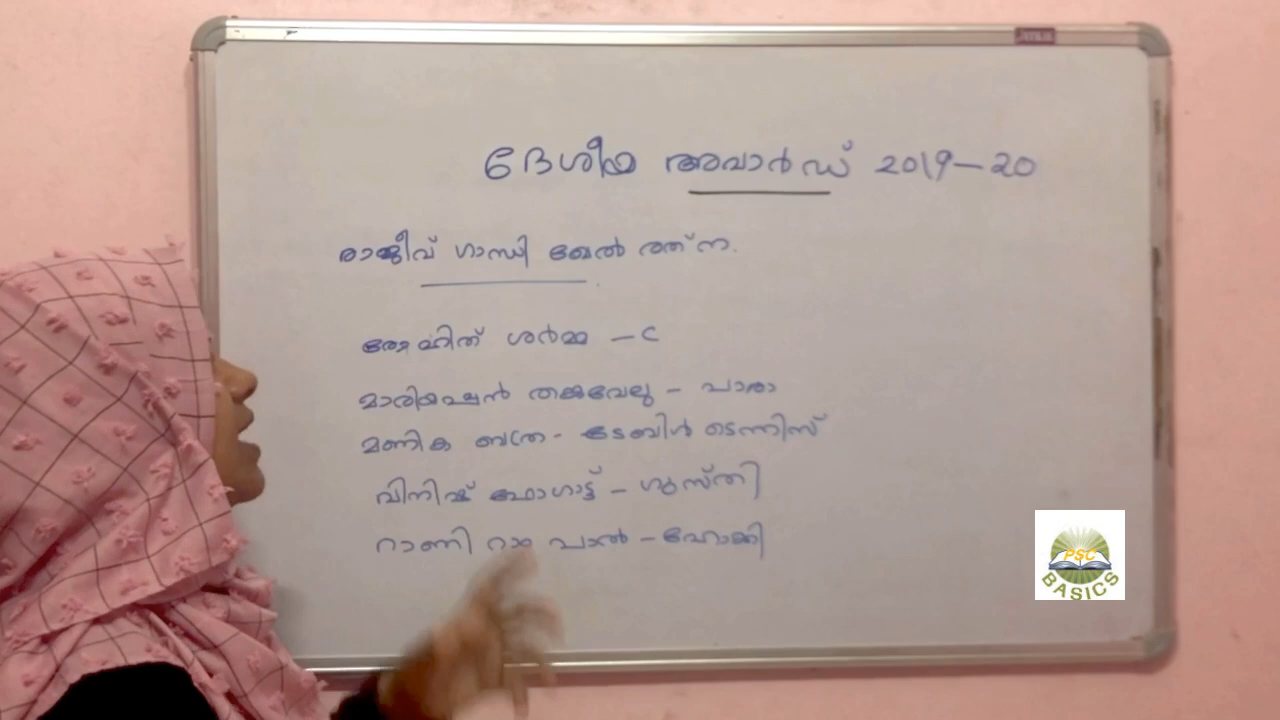 ദേശീയ അവാർഡ് 2019-20
രാജീവ് ഗാന്ധി ഖേൽ രത്ന.
രോഹിത് ശർമ്മ - C
മാരിയപ്പൻ തങ്കവേലു - പാരാ
മണിക ബത്ര - ടേബിൾ ടെന്നിസ്
വിനീഷ് ഫോഗാട്ട് - ഗുസ്തി
റാണി റാം പാൽ - ഹോക്കി
PSC
BASICS